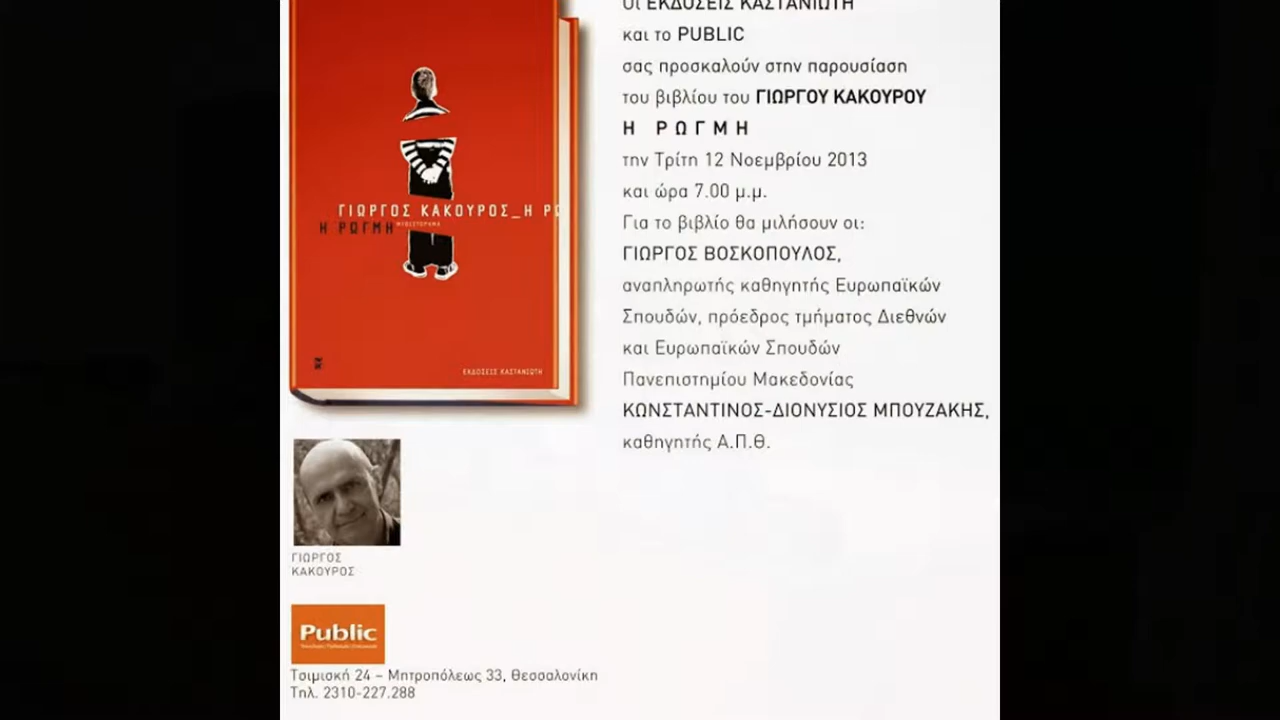 Οι ΕΚΔΟΣΕΙΣ ΚΑΣΤΑΝΙΩΤΗ
και το PUBLIC
σας προσκαλούν στην παρουσίαση
του βιβλίου του ΓΙΩΡΓΟΥ ΚΑΚΟΥΡΟΥ
Η ΡΩΓΜΗ
την Τρίτη 12 Νοεμβρίου 2013
και ώρα 7.00 μ.μ.
Για το βιβλίο θα μιλήσουν οι:
ΓΙΩΡΓΟΣ ΒΟΣΚΟΠΟΥΛΟΣ,
αναπληρωτής καθηγητής Ευρωπαϊκών
Σπουδών, πρόεδρος τμήματος Διεθνών
και Ευρωπαϊκών Σπουδών
Πανεπιστημίου Μακεδονίας
ΚΩΝΣΤΑΝΤΙΝΟΣ-ΔΙΟΝΥΣΙΟΣ ΜΠΟΥΖΑΚΗΣ,
καθηγητής Α.Π.Θ.
ΓΙΩΡΓΟΣ ΚΑΚΟΥΡΟΣ_Η ΡΩ
Η ΡΩΓΜΗ ΜΥΘΙΣΤΟΡΗΜΑ
ΕΚΔΟΣΕΙΣ ΚΑΣΤΑΝΙΩΤΗ
ΓΙΩΡΓΟΣ
ΚΑΚΟΥΡΟΣ
Public
Τσιμισκή 24 – Μητροπόλεως 33, Θεσσαλονίκη
Τηλ. 2310-227.288